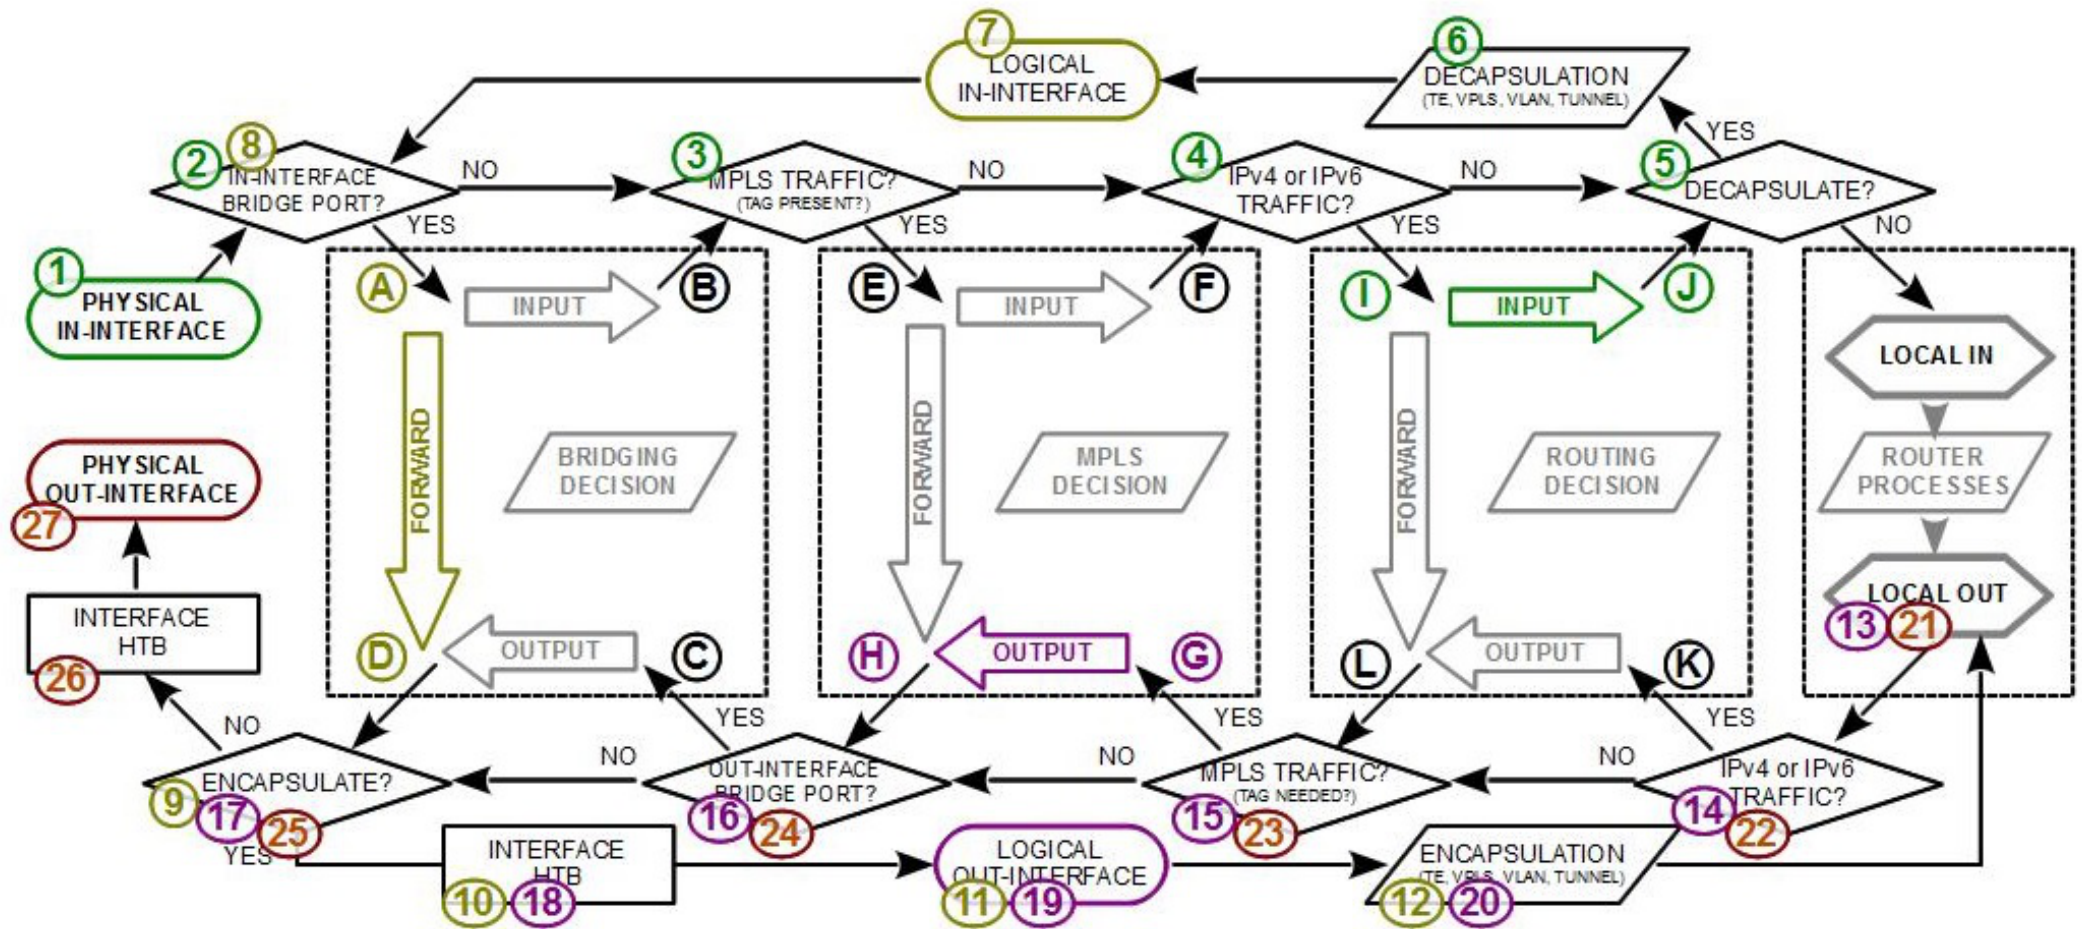 7
LOGICAL
IN-INTERFACE
6
DECAPSULATION
(TE, VPLS, VLAN, TUNNEL)
YES
2
8
IN-INTERFACE
BRIDGE PORT?
NO
YES
3
MPLS TRAFFIC?
(TAG PRESENT?)
NO
YES
4
IPv4 or IPv6
TRAFFIC?
NO
YES
5
DECAPSULATE?
NO
1
PHYSICAL
IN-INTERFACE
A
INPUT
B
E
INPUT
F
I
INPUT
J
LOCAL IN
FORWARD
BRIDGING
DECISION
FORWARD
MPLS
DECISION
FORWARD
ROUTING
DECISION
ROUTER
PROCESSES
PHYSICAL
OUT-INTERFACE
27
INTERFACE
HTB
26
D
OUTPUT
C
H
OUTPUT
G
L
OUTPUT
K
LOCAL OUT
13
21
NO
ENCAPSULATE?
9
17
25
YES
NO
YES
OUT-INTERFACE
BRIDGE PORT?
16
24
NO
YES
MPLS TRAFFIC?
(TAG NEEDED?)
15
23
NO
YES
IPv4 or IPv6
TRAFFIC?
14
22
INTERFACE
HTB
10
18
LOGICAL
OUT-INTERFACE
11
19
ENCAPSULATION
(TE, VPLS, VLAN, TUNNEL)
12
20